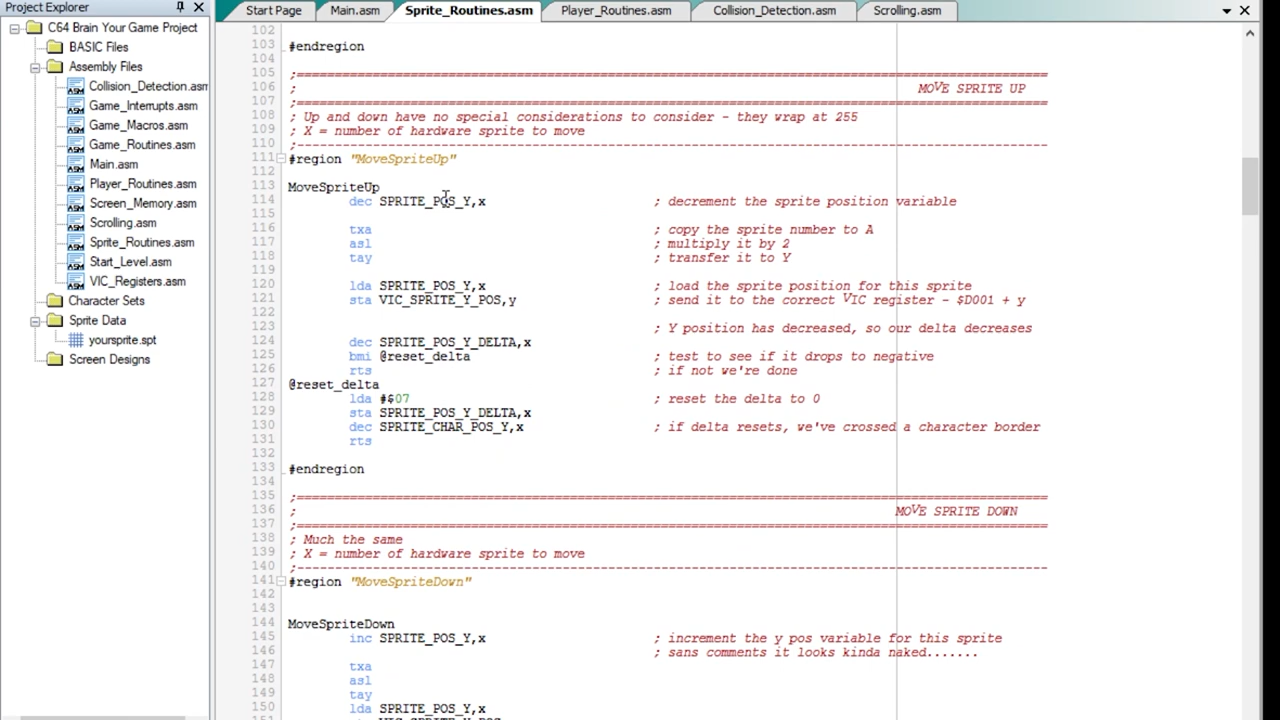 Project Explorer
C64 Brain Your Game Project
BASIC Files
Assembly Files
Collision_Detection.asm
Game_Interrupts.asm
Game_Macros.asm
Game_Routines.asm
Main.asm
Player_Routines.asm
Screen_Memory.asm
Scrolling.asm
Sprite_Routines.asm
Start_Level.asm
VIC_Registers.asm
Character Sets
Sprite Data
yoursprite.spt
Screen Designs
Start Page Main.asm Sprite_Routines.asm Player_Routines.asm Collision_Detection.asm Scrolling.asm
102
103 #endregion
104
105 ;====================================================================================================
106 ; MOVE SPRITE UP
107 ;====================================================================================================
108 ; Up and down have no special considerations to consider - they wrap at 255
109 ; X = number of hardware sprite to move
110 ;----------------------------------------------------------------------------------------------------
111 #region "MoveSpriteUp"
112
113 MoveSpriteUp
114 dec SPRITE_POS_Y,x ; decrement the sprite position variable
115
116 txa ; copy the sprite number to A
117 asl ; multiply it by 2
118 tay ; transfer it to Y
119
120 lda SPRITE_POS_Y,x ; load the sprite position for this sprite
121 sta VIC_SPRITE_Y_POS,y ; send it to the correct VIC register - $D001 + y
122
123 ; Y position has decreased, so our delta decreases
124 dec SPRITE_POS_Y_DELTA,x
125 bmi @reset_delta ; test to see if it drops to negative
126 rts ; if not we're done
127 @reset_delta
128 lda #$07 ; reset the delta to 0
129 sta SPRITE_POS_Y_DELTA,x
130 dec SPRITE_CHAR_POS_Y,x ; if delta resets, we've crossed a character border
131 rts
132
133 #endregion
134
135 ;====================================================================================================
136 ; MOVE SPRITE DOWN
137 ;====================================================================================================
138 ; Much the same
139 ; X = number of hardware sprite to move
140 ;----------------------------------------------------------------------------------------------------
141 #region "MoveSpriteDown"
142
143
144 MoveSpriteDown
145 inc SPRITE_POS_Y,x ; increment the y pos variable for this sprite
146 ; sans comments it looks kinda naked.......
147 txa
148 asl
149 tay
150 lda SPRITE_POS_Y,x